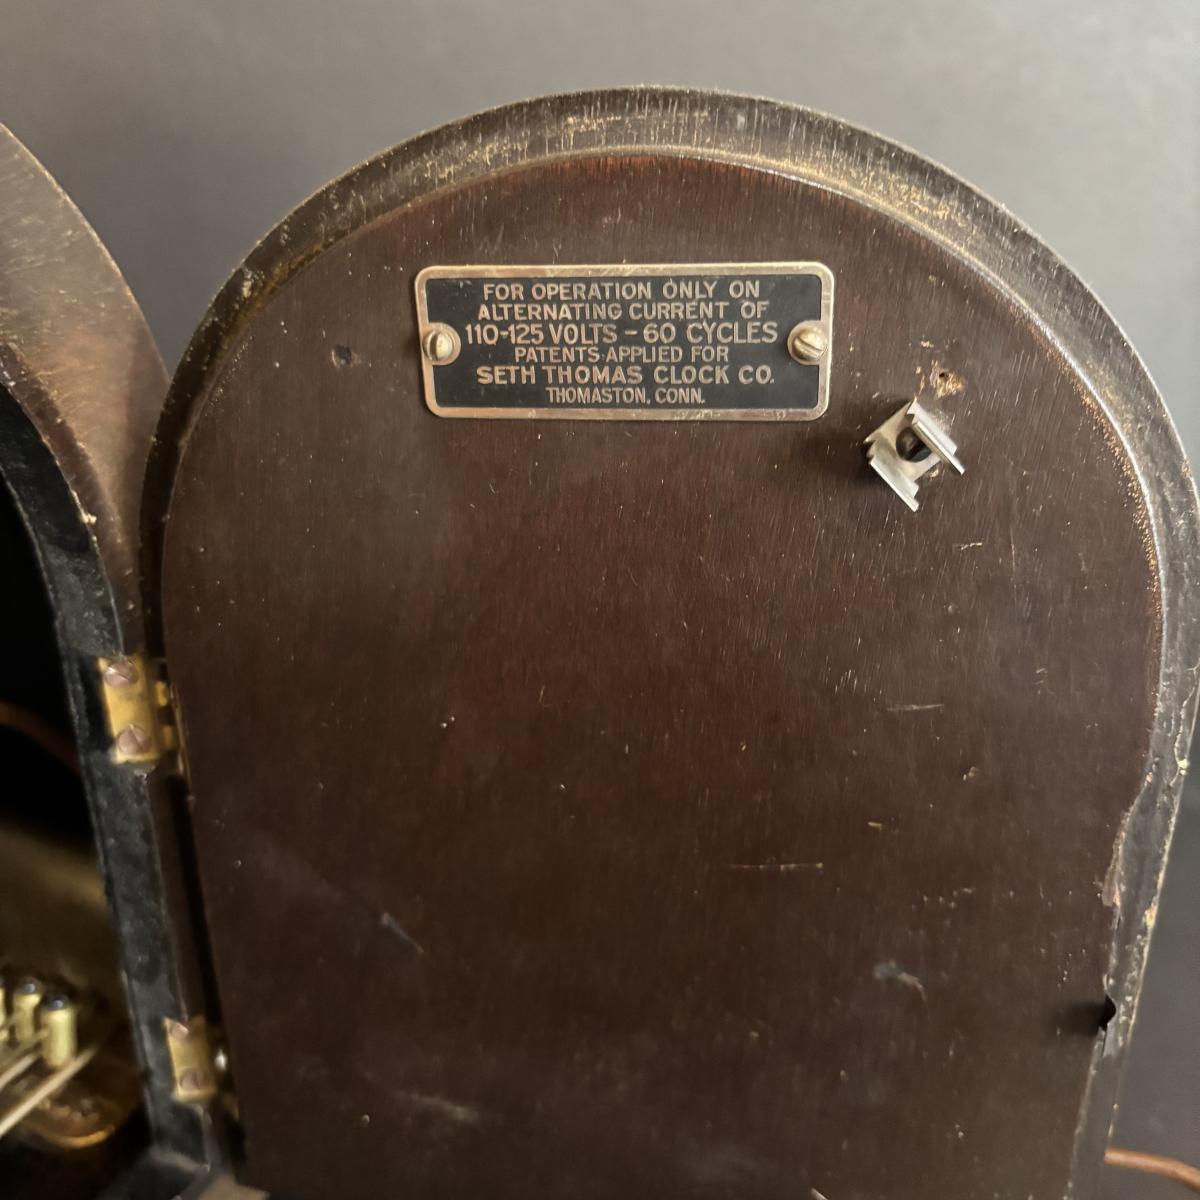 FOR OPERATION ONLY ON
ALTERNATING CURRENT OF
110-125 VOLTS - 60 CYCLES
PATENTS APPLIED FOR
SETH THOMAS CLOCK CO.
THOMASTON, CONN.